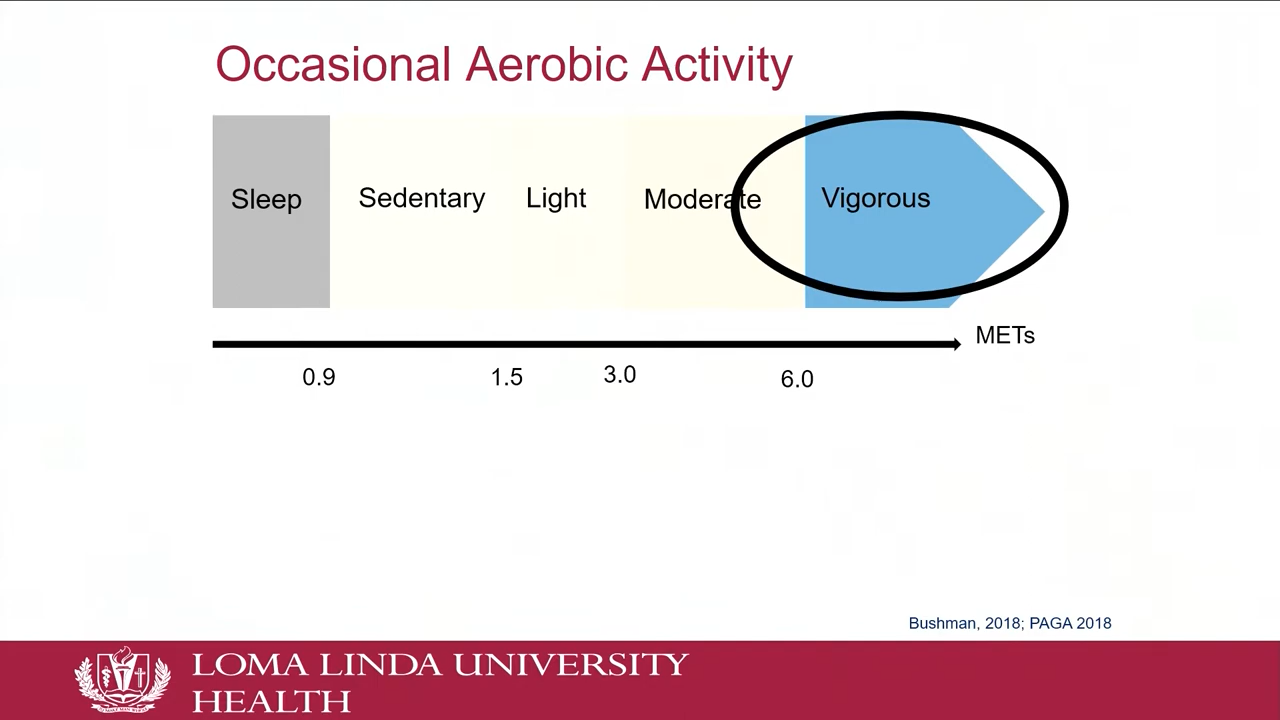 Occasional Aerobic Activity
Sleep
Sedentary
Light
Moderate
Vigorous
METs
0.9
1.5
3.0
6.0
Bushman, 2018; PAGA 2018
LOMA LINDA UNIVERSITY
HEALTH